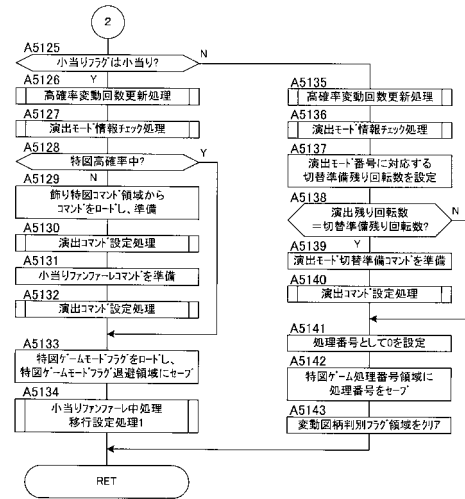 2
A5125
小当りフラグは小当り?
N
Y
A5126
高確率変動回数更新処理
A5127
演出モード情報チェック処理
A5128
特図高確率中?
Y
N
A5129
飾り特図コマンド領域から
コマンドをロードし、準備
A5130
演出コマンド設定処理
A5131
小当りファンファーレコマンドを準備
A5132
演出コマンド設定処理
A5133
特図ゲームモードフラグをロードし、
特図ゲームモードフラグ退避領域にセーブ
A5134
小当りファンファーレ中処理
移行設定処理1
A5135
高確率変動回数更新処理
A5136
演出モード情報チェック処理
A5137
演出モード番号に対応する
切替準備残り回転数を設定
A5138
演出残り回転数
=切替準備残り回転数?
N
Y
A5139
演出モード切替準備コマンドを準備
A5140
演出コマンド設定処理
A5141
処理番号として0を設定
A5142
特図ゲーム処理番号領域に
処理番号をセーブ
A5143
変動図柄判別フラグ領域をクリア
RET